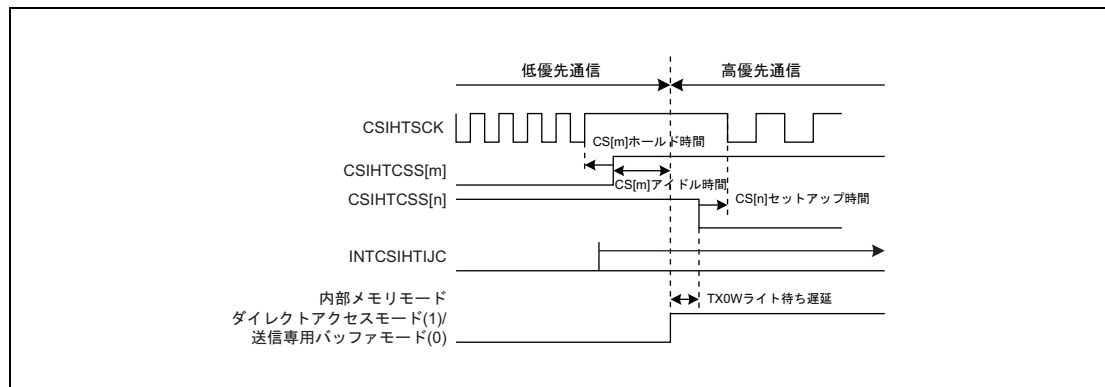 低優先通信
高優先通信
CSIHTSCK
CS[m]ホールド時間
CSIHTCSS[m]
CS[m]アイドル時間
CSIHTCSS[n]
CS[n]セットアップ時間
INTCSIHTIJC
内部メモリモード
TX0Wライト待ち遅延
ダイレクトアクセスモード(1)/
送信専用バッファモード(0)